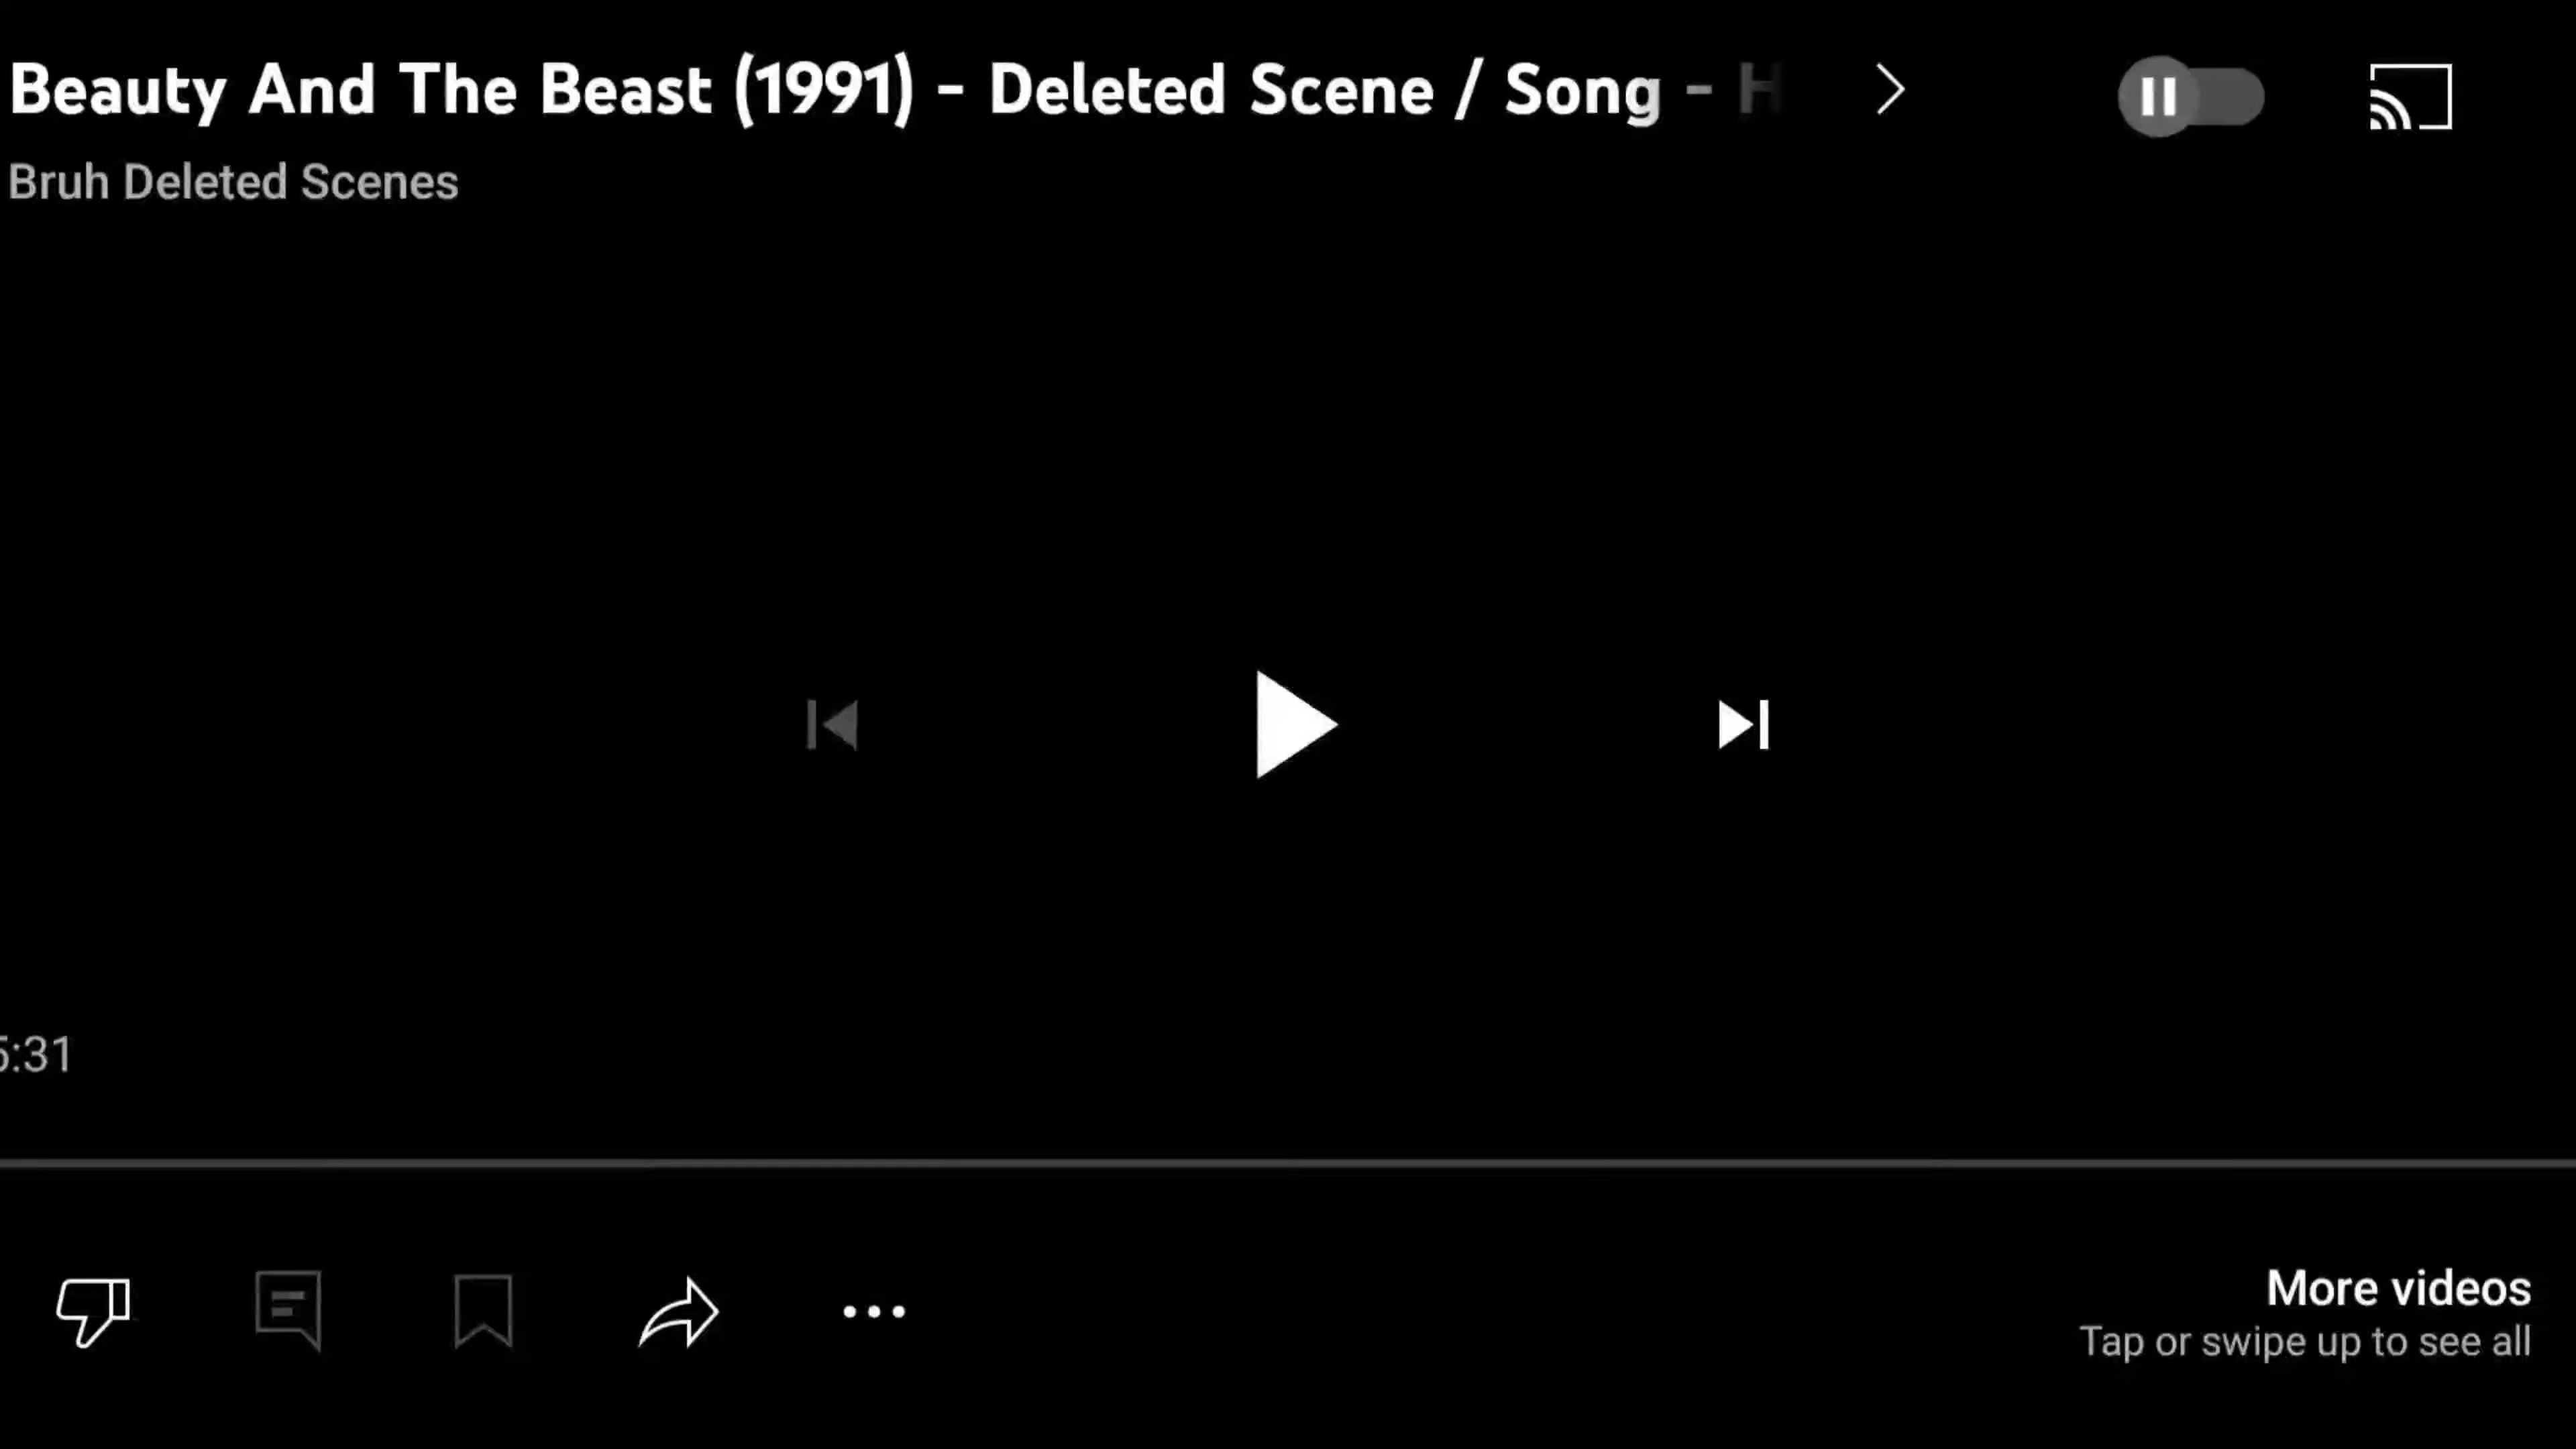 Beauty And The Beast (1991) - Deleted Scene / Song - H
Bruh Deleted Scenes
5:31
More videos
Tap or swipe up to see all